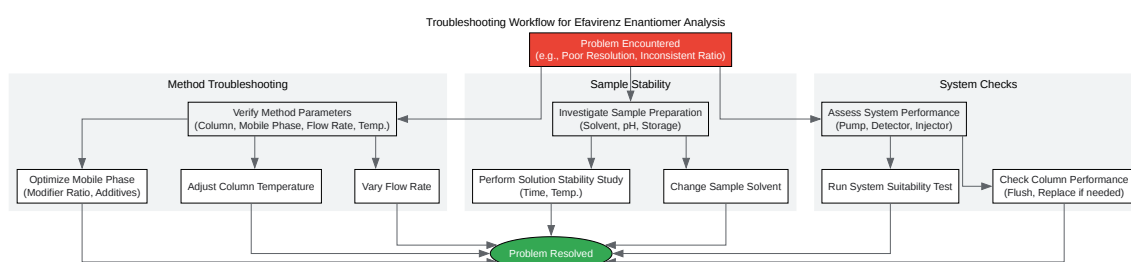 Troubleshooting Workflow for Efavirenz Enantiomer Analysis
Problem Encountered
(e.g., Poor Resolution, Inconsistent Ratio)
Method Troubleshooting
Sample Stability
System Checks
Verify Method Parameters
(Column, Mobile Phase, Flow Rate, Temp.)
Investigate Sample Preparation
(Solvent, pH, Storage)
Assess System Performance
(Pump, Detector, Injector)
Optimize Mobile Phase
(Modifier Ratio, Additives)
Adjust Column Temperature
Vary Flow Rate
Perform Solution Stability Study
(Time, Temp.)
Change Sample Solvent
Run System Suitability Test
Check Column Performance
(Flush, Replace if needed)
Problem Resolved